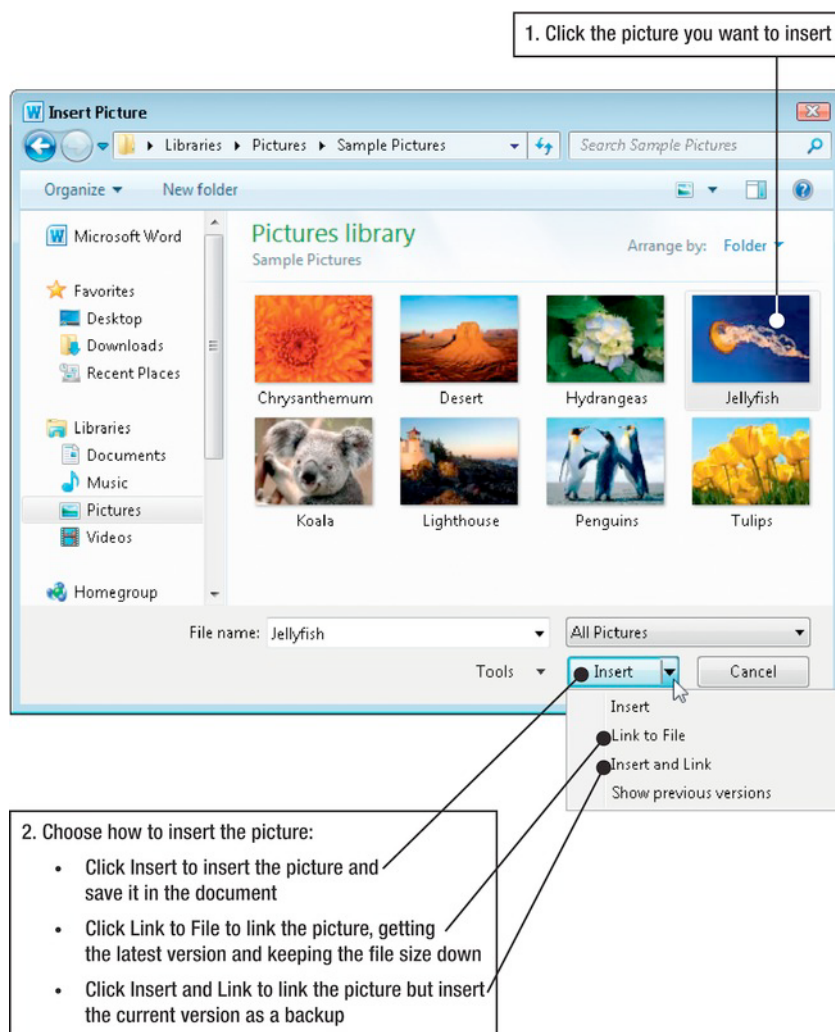 1. Click the picture you want to insert
Insert Picture
Libraries Pictures Sample Pictures
Search Sample Pictures
Organize New folder
Microsoft Word
Favorites
Desktop
Downloads
Recent Places
Libraries
Documents
Music
Pictures
Videos
Homegroup
Pictures library
Sample Pictures
Arrange by: Folder
Chrysanthemum Desert Hydrangeas Jellyfish
Koala Lighthouse Penguins Tulips
File name: Jellyfish All Pictures
Tools Insert Cancel
Insert
Link to File
Insert and Link
Show previous versions
2. Choose how to insert the picture:
• Click Insert to insert the picture and
save it in the document
• Click Link to File to link the picture, getting
the latest version and keeping the file size down
• Click Insert and Link to link the picture but insert
the current version as a backup